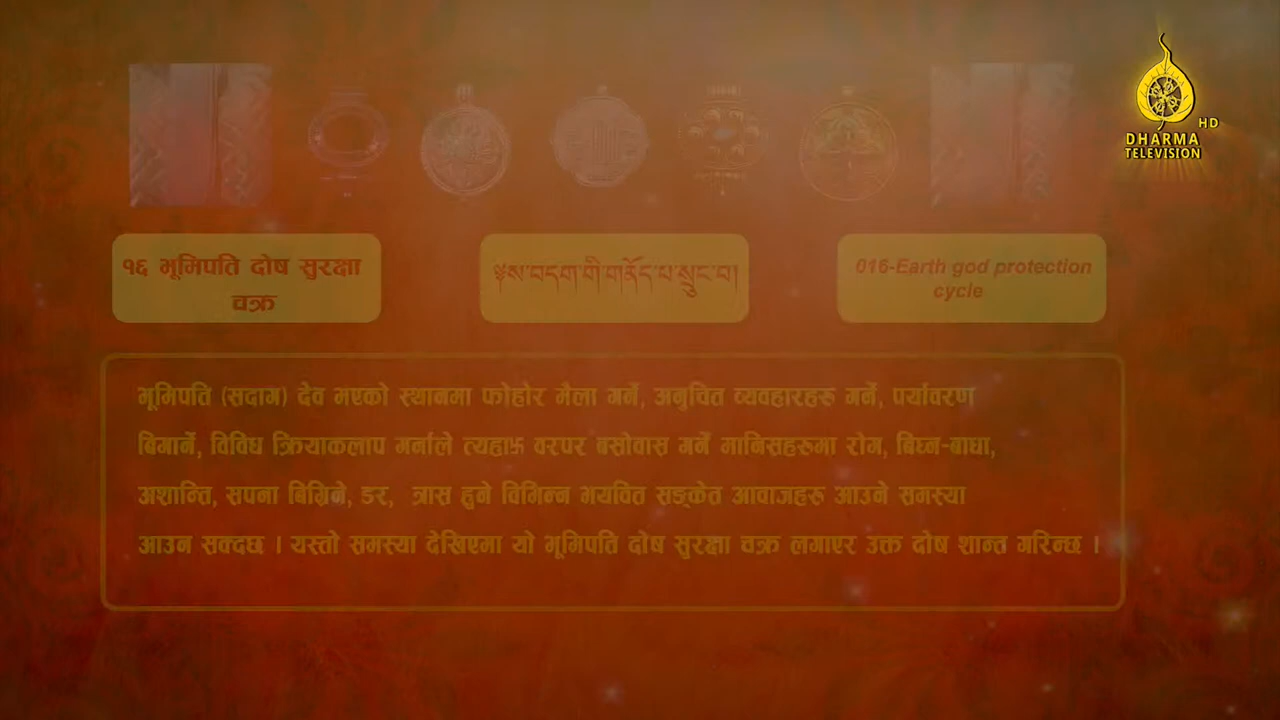 HD
DHARMA
TELEVISION
१६ भूमिपति दोष सुरक्षा
चक्र
༄༅ས་བདག་གི་གནོད་པ་སྲུང་བ།
016-Earth god protection
cycle
भूमिपति (सदाग) देव भएको स्थानमा फोहोर मैला गर्ने, अनुचित व्यवहारहरू गर्ने, पर्यावरण
बिगार्ने, विविध क्रियाकलाप गर्नाले त्यहाँ वरपर बसोवास गर्ने मानिसहरूमा रोग, बिघ्न-बाधा,
अशान्ति, सपना बिग्रिने, डर, त्रास हुने विभिन्न भयवित सङ्केत आवाजहरू आउने समस्या
आउन सक्दछ । यस्तो समस्या देखिएमा यो भूमिपति दोष सुरक्षा चक्र लगाएर उक्त दोष शान्त गरिन्छ ।